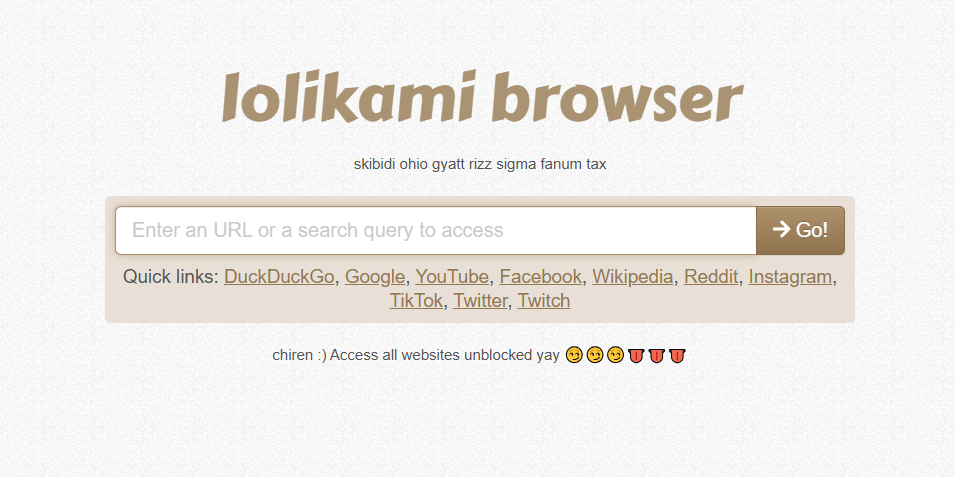 lolikami browser
skibidi ohio gyatt rizz sigma fanum tax
Enter an URL or a search query to access
→ Go!
Quick links: DuckDuckGo, Google, YouTube, Facebook, Wikipedia, Reddit, Instagram,
TikTok, Twitter, Twitch
chiren :) Access all websites unblocked yay 😏😏😏👅👅👅